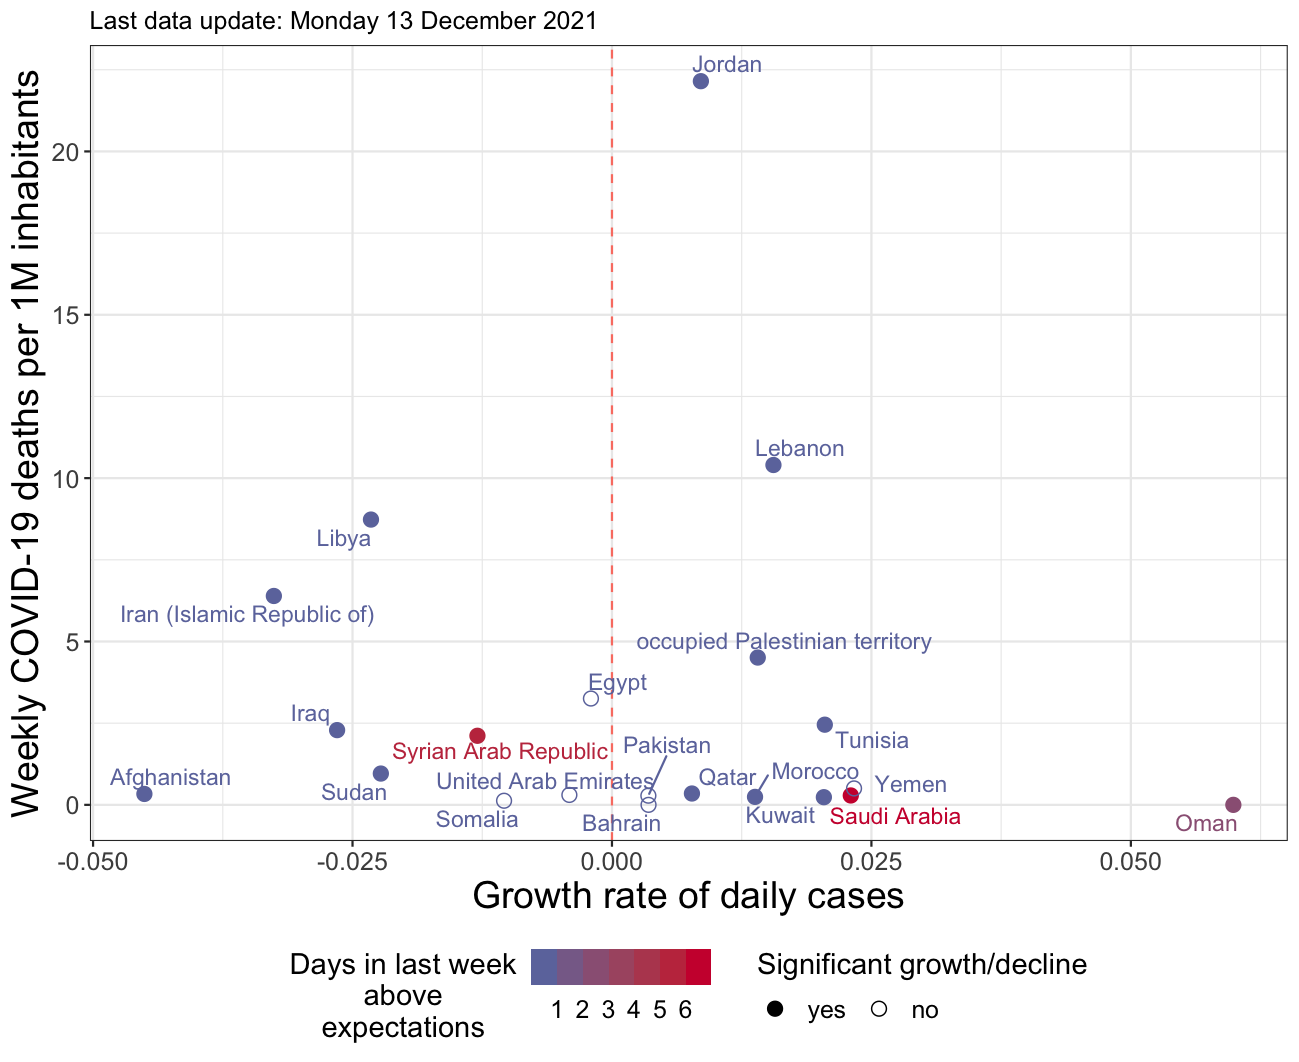 Last data update: Monday 13 December 2021
Weekly COVID-19 deaths per 1M inhabitants
20
15
10
5
0
Jordan
Lebanon
Libya
Iran (Islamic Republic of)
occupied Palestinian territory
Egypt
Iraq
Tunisia
Syrian Arab Republic
Pakistan
Afghanistan
Sudan
United Arab Emirates
Qatar
Morocco
Yemen
Somalia
Bahrain
Kuwait
Saudi Arabia
Oman
-0.050
-0.025
0.000
0.025
0.050
Growth rate of daily cases
Days in last week
above
expectations
1 2 3 4 5 6
Significant growth/decline
yes
no